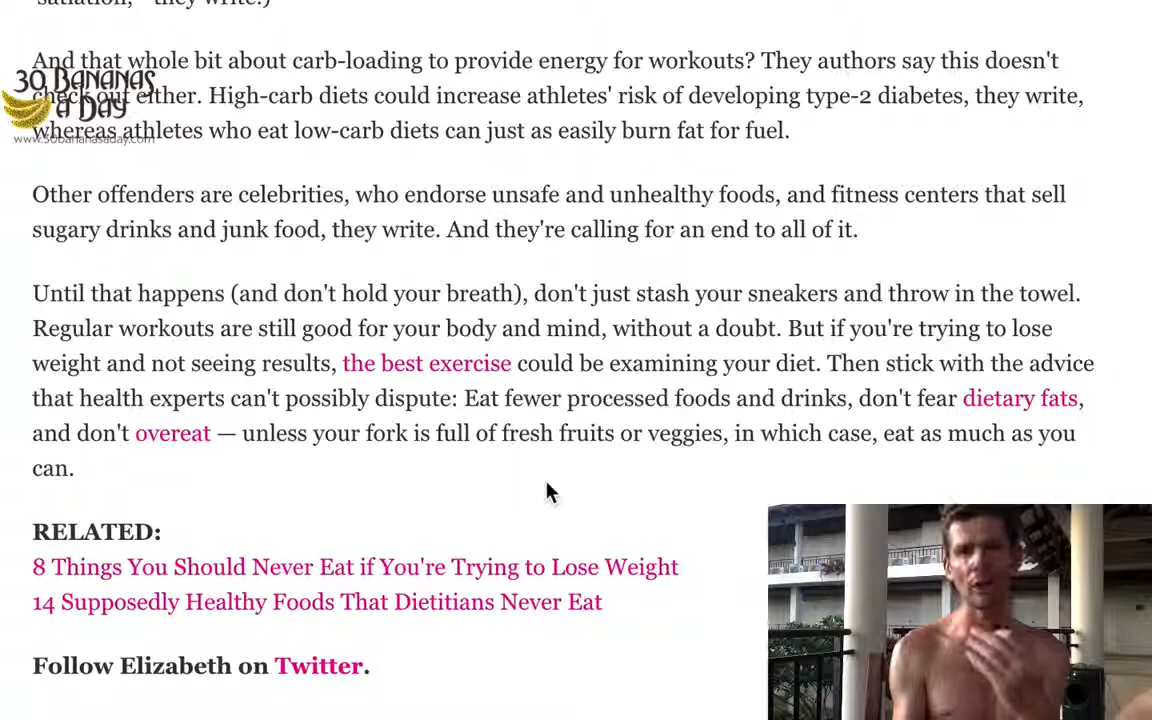 satiation," they write.)
And that whole bit about carb-loading to provide energy for workouts? They authors say this doesn't
check out either. High-carb diets could increase athletes' risk of developing type-2 diabetes, they write,
whereas athletes who eat low-carb diets can just as easily burn fat for fuel.
30 BANANAS
a DAY
www.30bananasaday.com
Other offenders are celebrities, who endorse unsafe and unhealthy foods, and fitness centers that sell
sugary drinks and junk food, they write. And they're calling for an end to all of it.
Until that happens (and don't hold your breath), don't just stash your sneakers and throw in the towel.
Regular workouts are still good for your body and mind, without a doubt. But if you're trying to lose
weight and not seeing results, the best exercise could be examining your diet. Then stick with the advice
that health experts can't possibly dispute: Eat fewer processed foods and drinks, don't fear dietary fats,
and don't overeat — unless your fork is full of fresh fruits or veggies, in which case, eat as much as you
can.
RELATED:
8 Things You Should Never Eat if You're Trying to Lose Weight
14 Supposedly Healthy Foods That Dietitians Never Eat
Follow Elizabeth on Twitter.